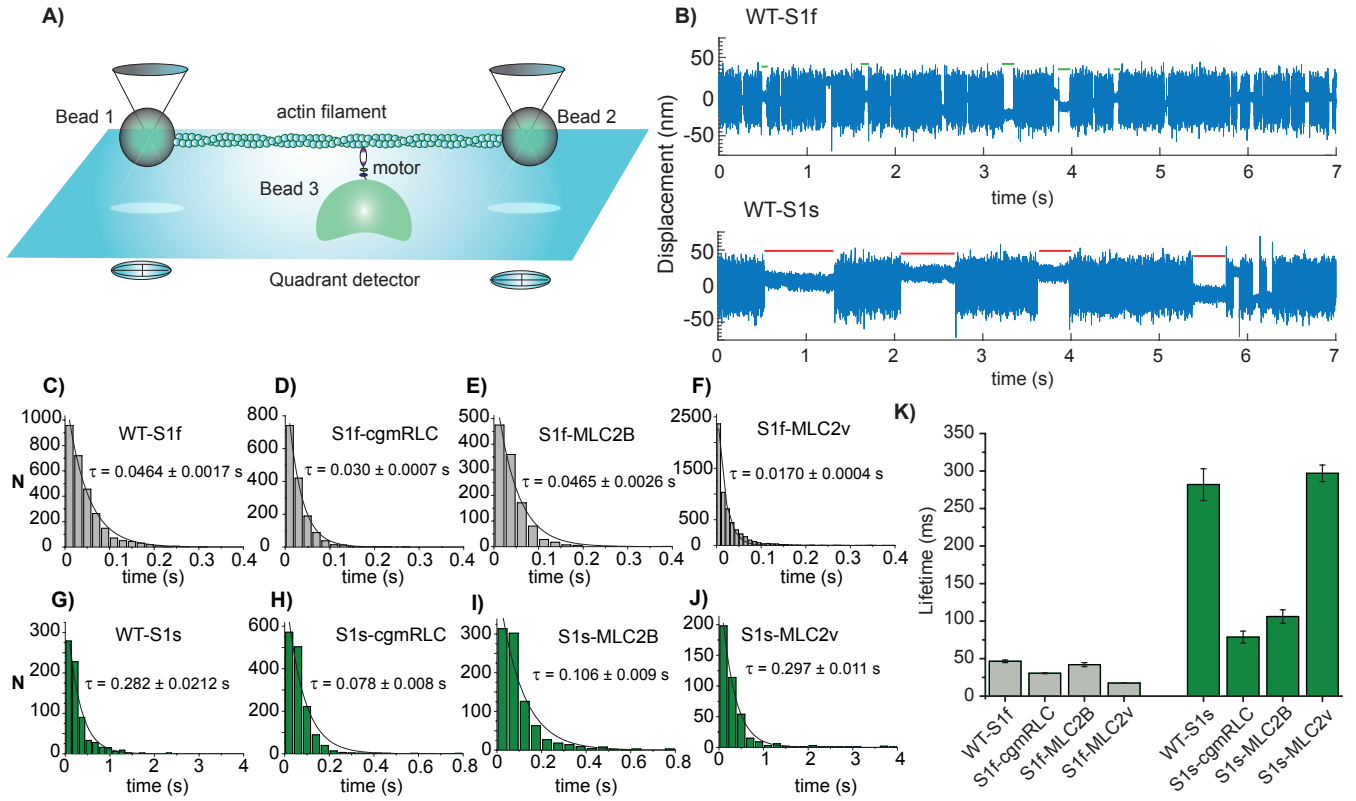 A)
Bead 1
actin filament
Bead 2
motor
Bead 3
Quadrant detector
B)
WT-S1f
50
0
-50
0 1 2 3 4 5 6 7
time (s)
Displacement (nm)
WT-S1s
50
0
-50
0 1 2 3 4 5 6 7
time (s)
C)
WT-S1f
τ = 0.0464 ± 0.0017 s
1000
800
600
400
200
0
N
0 0.1 0.2 0.3 0.4
time (s)
D)
S1f-cgmRLC
τ = 0.030 ± 0.0007 s
800
600
400
200
0
0 0.1 0.2 0.3 0.4
time (s)
E)
S1f-MLC2B
τ = 0.0465 ± 0.0026 s
500
400
300
200
100
0
0 0.1 0.2 0.3 0.4
time (s)
F)
S1f-MLC2v
τ = 0.0170 ± 0.0004 s
2500
1500
500
0
0 0.1 0.2 0.3 0.4
time (s)
G)
WT-S1s
τ = 0.282 ± 0.0212 s
300
200
100
0
N
0 2 4
time (s)
H)
S1s-cgmRLC
τ = 0.078 ± 0.008 s
600
400
200
0
0 0.2 0.4 0.6 0.8
time (s)
I)
S1s-MLC2B
τ = 0.106 ± 0.009 s
300
200
100
0
0 0.2 0.4 0.6 0.8
time (s)
J)
S1s-MLC2v
τ = 0.297 ± 0.011 s
200
150
100
50
0
0 1 2 3 4
time (s)
K)
350
300
250
200
150
100
50
0
Lifetime (ms)
WT-S1f
S1f-cgmRLC
S1f-MLC2B
S1f-MLC2v
WT-S1s
S1s-cgmRLC
S1s-MLC2B
S1s-MLC2v